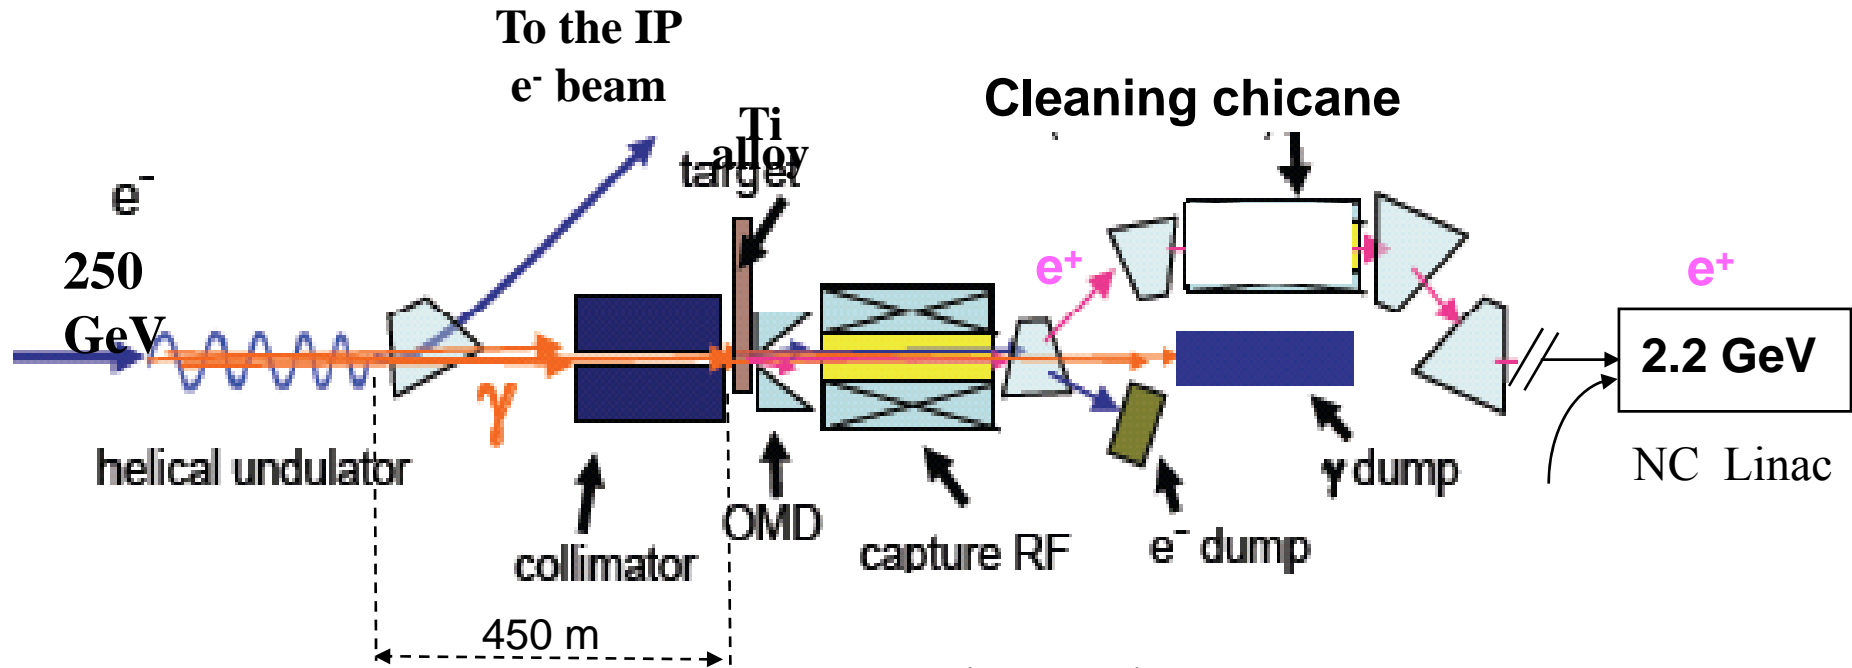 To the IP
e- beam
Cleaning chicane
Ti
alloy
target
e⁻
250
GeV
e+
e+
γ
2.2 GeV
helical undulator
NC Linac
γ dump
OMD
collimator
capture RF
e⁻ dump
450 m